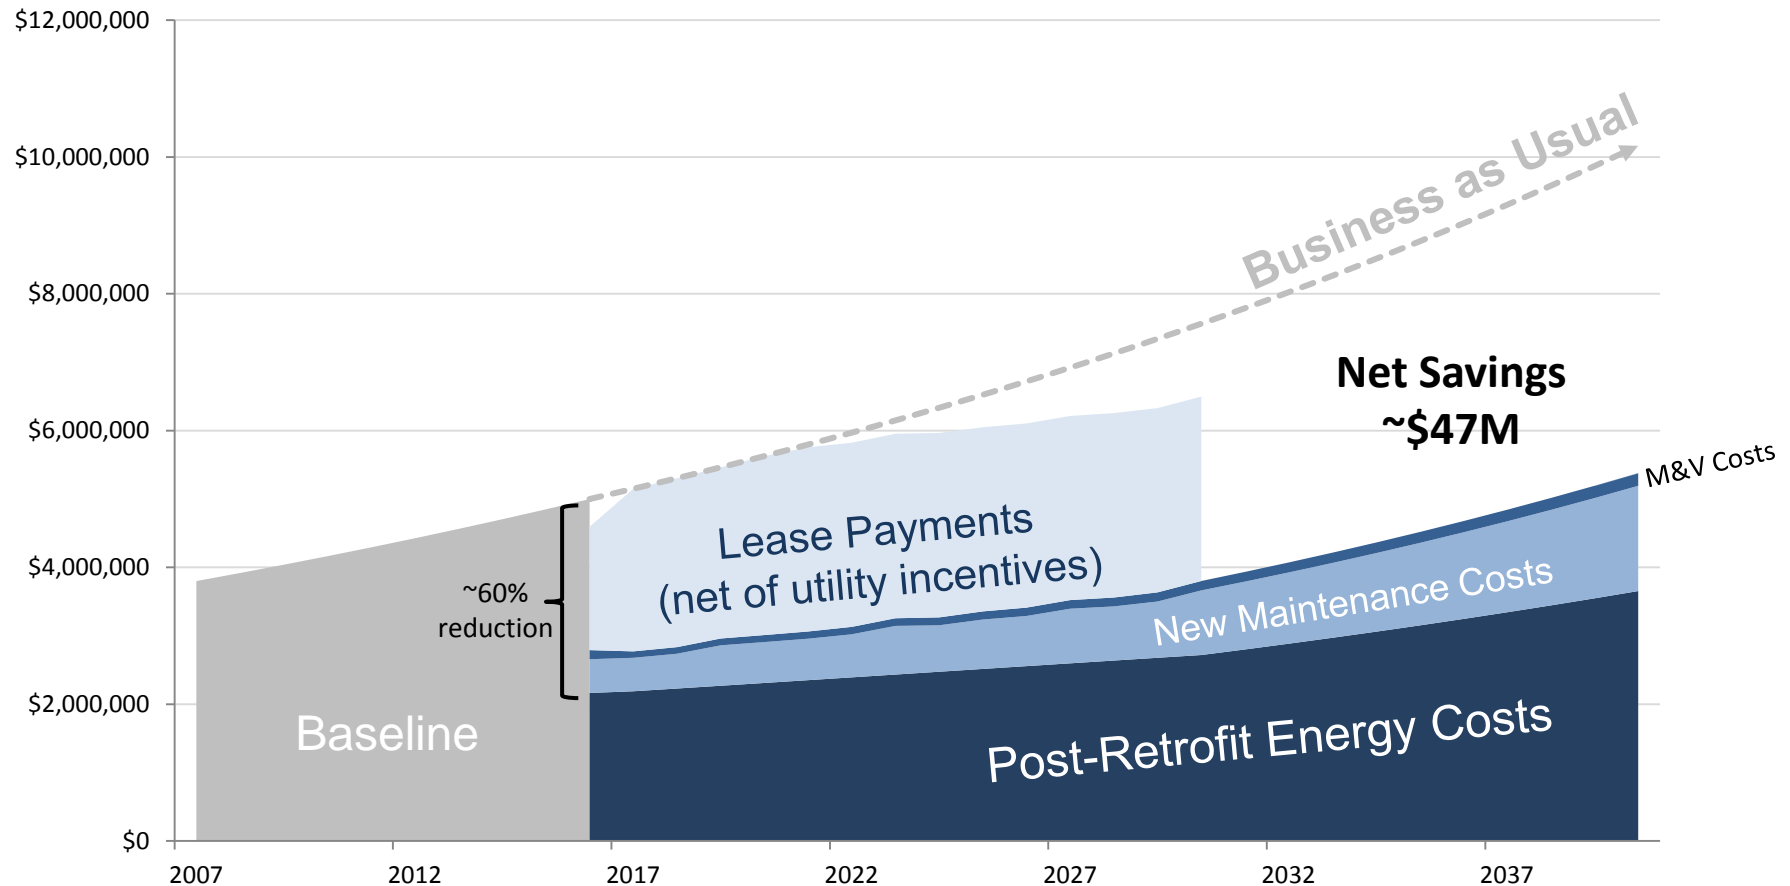 $12,000,000
$10,000,000
$8,000,000
$6,000,000
$4,000,000
$2,000,000
$0
Business as Usual
Net Savings
~$47M
M&V Costs
Lease Payments
(net of utility incentives)
~60%
reduction
New Maintenance Costs
Baseline
Post-Retrofit Energy Costs
2007
2012
2017
2022
2027
2032
2037